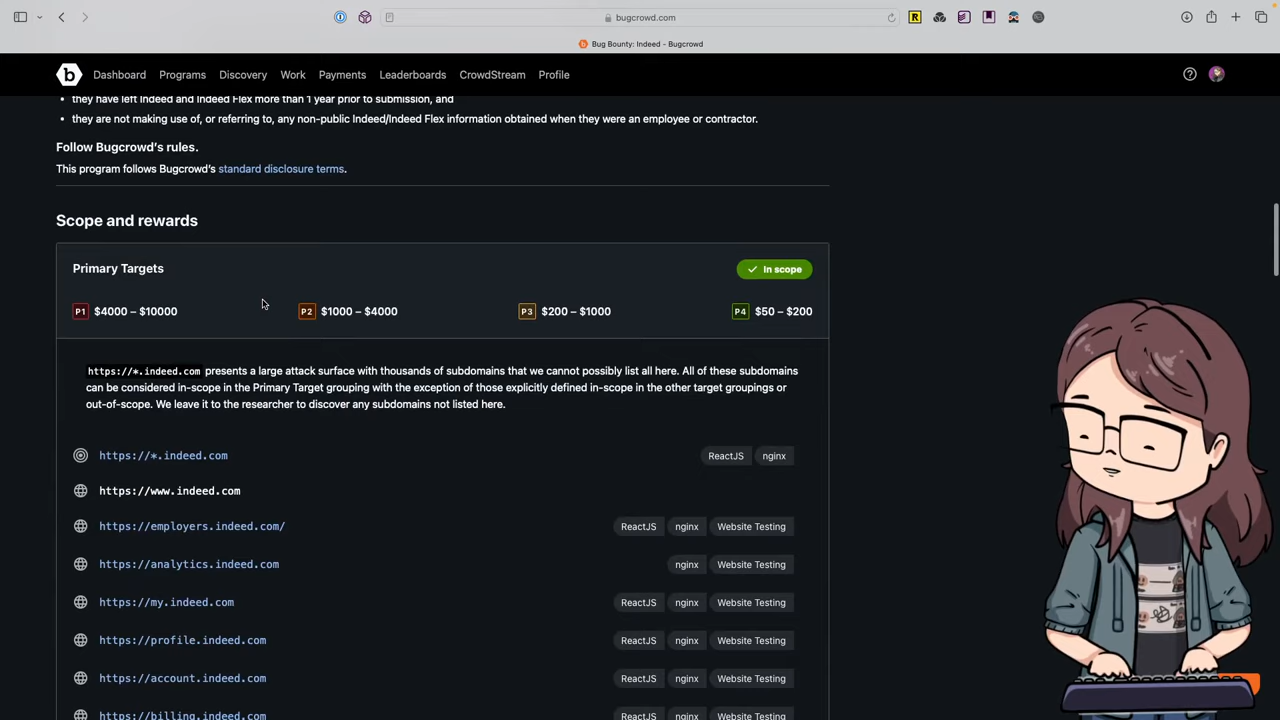 bugcrowd.com
Bug Bounty: Indeed - Bugcrowd
b Dashboard Programs Discovery Work Payments Leaderboards CrowdStream Profile
they have left Indeed and Indeed Flex more than 1 year prior to submission, and
they are not making use of, or referring to, any non-public Indeed/Indeed Flex information obtained when they were an employee or contractor.
Follow Bugcrowd's rules.
This program follows Bugcrowd's standard disclosure terms.
Scope and rewards
Primary Targets In scope
P1 $4000 – $10000 P2 $1000 – $4000 P3 $200 – $1000 P4 $50 – $200
https://*.indeed.com presents a large attack surface with thousands of subdomains that we cannot possibly list all here. All of these subdomains
can be considered in-scope in the Primary Target grouping with the exception of those explicitly defined in-scope in the other target groupings or
out-of-scope. We leave it to the researcher to discover any subdomains not listed here.
https://*.indeed.com ReactJS nginx
https://www.indeed.com
https://employers.indeed.com/ ReactJS nginx Website Testing
https://analytics.indeed.com nginx Website Testing
https://my.indeed.com ReactJS nginx Website Testing
https://profile.indeed.com ReactJS nginx Website Testing
https://account.indeed.com ReactJS nginx Website Testing
https://billing.indeed.com ReactJS nginx Website Testing